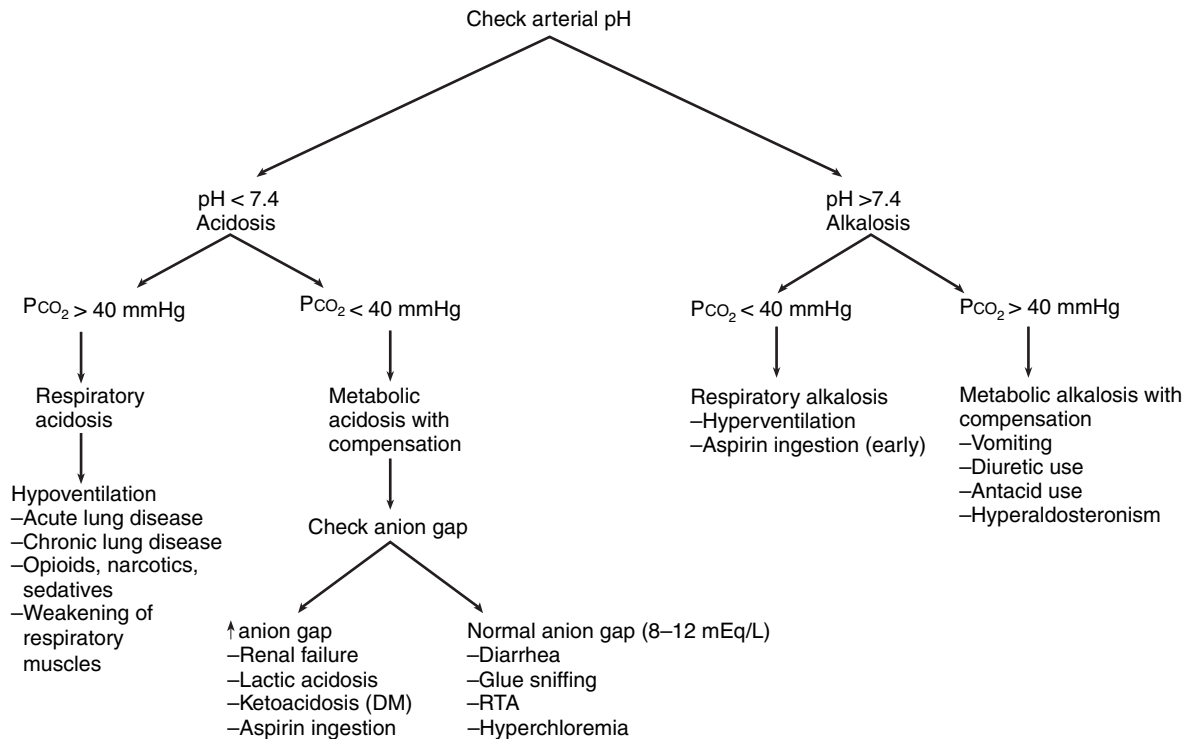 Check arterial pH
pH < 7.4
Acidosis
pH >7.4
Alkalosis
PCO₂ > 40 mmHg
PCO₂ < 40 mmHg
PCO₂ < 40 mmHg
PCO₂ > 40 mmHg
Respiratory
acidosis
Metabolic
acidosis with
compensation
Respiratory alkalosis
–Hyperventilation
–Aspirin ingestion (early)
Metabolic alkalosis with
compensation
–Vomiting
–Diuretic use
–Antacid use
–Hyperaldosteronism
Hypoventilation
–Acute lung disease
–Chronic lung disease
–Opioids, narcotics,
sedatives
–Weakening of
respiratory
muscles
Check anion gap
↑ anion gap
–Renal failure
–Lactic acidosis
–Ketoacidosis (DM)
–Aspirin ingestion
Normal anion gap (8–12 mEq/L)
–Diarrhea
–Glue sniffing
–RTA
–Hyperchloremia